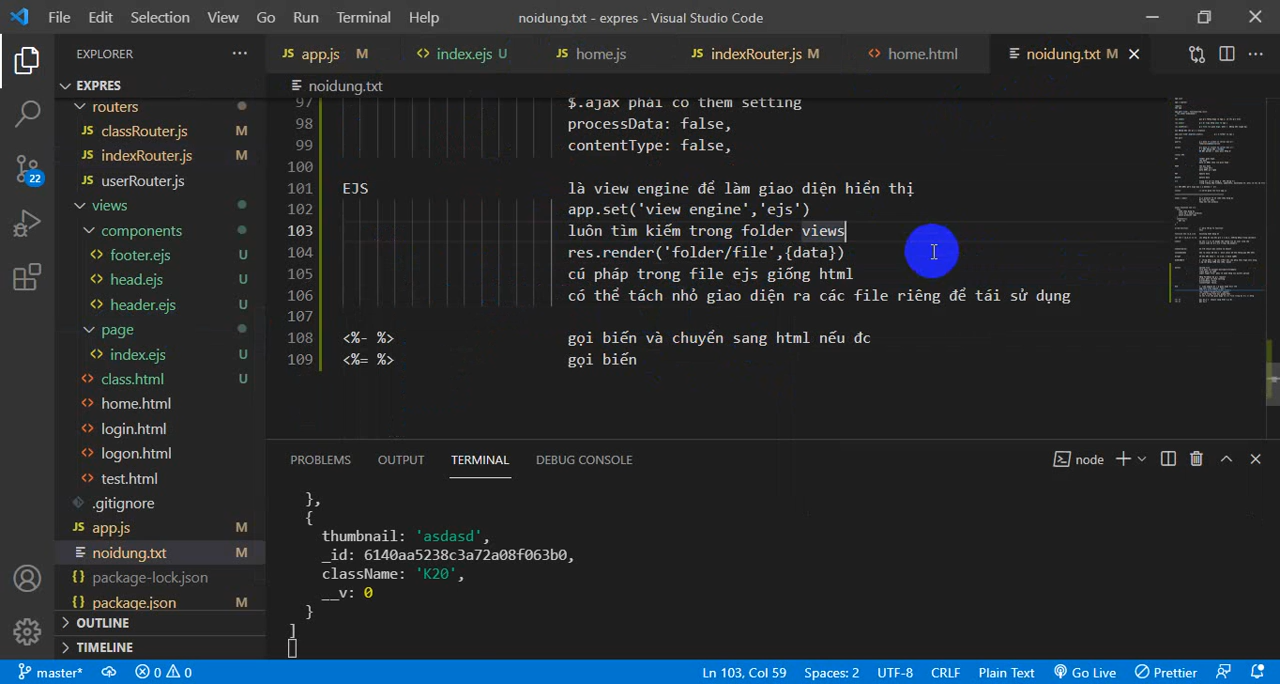 File Edit Selection View Go Run Terminal Help noidung.txt - expres - Visual Studio Code
EXPLORER ···
app.js M index.ejs U home.js indexRouter.js M home.html noidung.txt M
EXPRES
noidung.txt
routers
classRouter.js M
indexRouter.js M
userRouter.js
views
components
footer.ejs U
head.ejs U
header.ejs U
page
index.ejs U
class.html U
home.html
login.html
logon.html
test.html
.gitignore
app.js M
noidung.txt M
package-lock.json
package.json M
OUTLINE
TIMELINE
97 $.ajax phải có thêm setting
98 processData: false,
99 contentType: false,
100
101 EJS là view engine để làm giao diện hiển thị
102 app.set('view engine','ejs')
103 luôn tìm kiếm trong folder views
104 res.render('folder/file',{data})
105 cú pháp trong file ejs giống html
106 có thể tách nhỏ giao diện ra các file riêng để tái sử dụng
107
108 <%- %> gọi biến và chuyển sang html nếu đc
109 <%= %> gọi biến
PROBLEMS OUTPUT TERMINAL DEBUG CONSOLE node
},
{
thumbnail: 'asdasd',
_id: 6140aa5238c3a72a08f063b0,
className: 'K20',
__v: 0
}
]
22
master* 0 0 Ln 103, Col 59 Spaces: 2 UTF-8 CRLF Plain Text Go Live Prettier